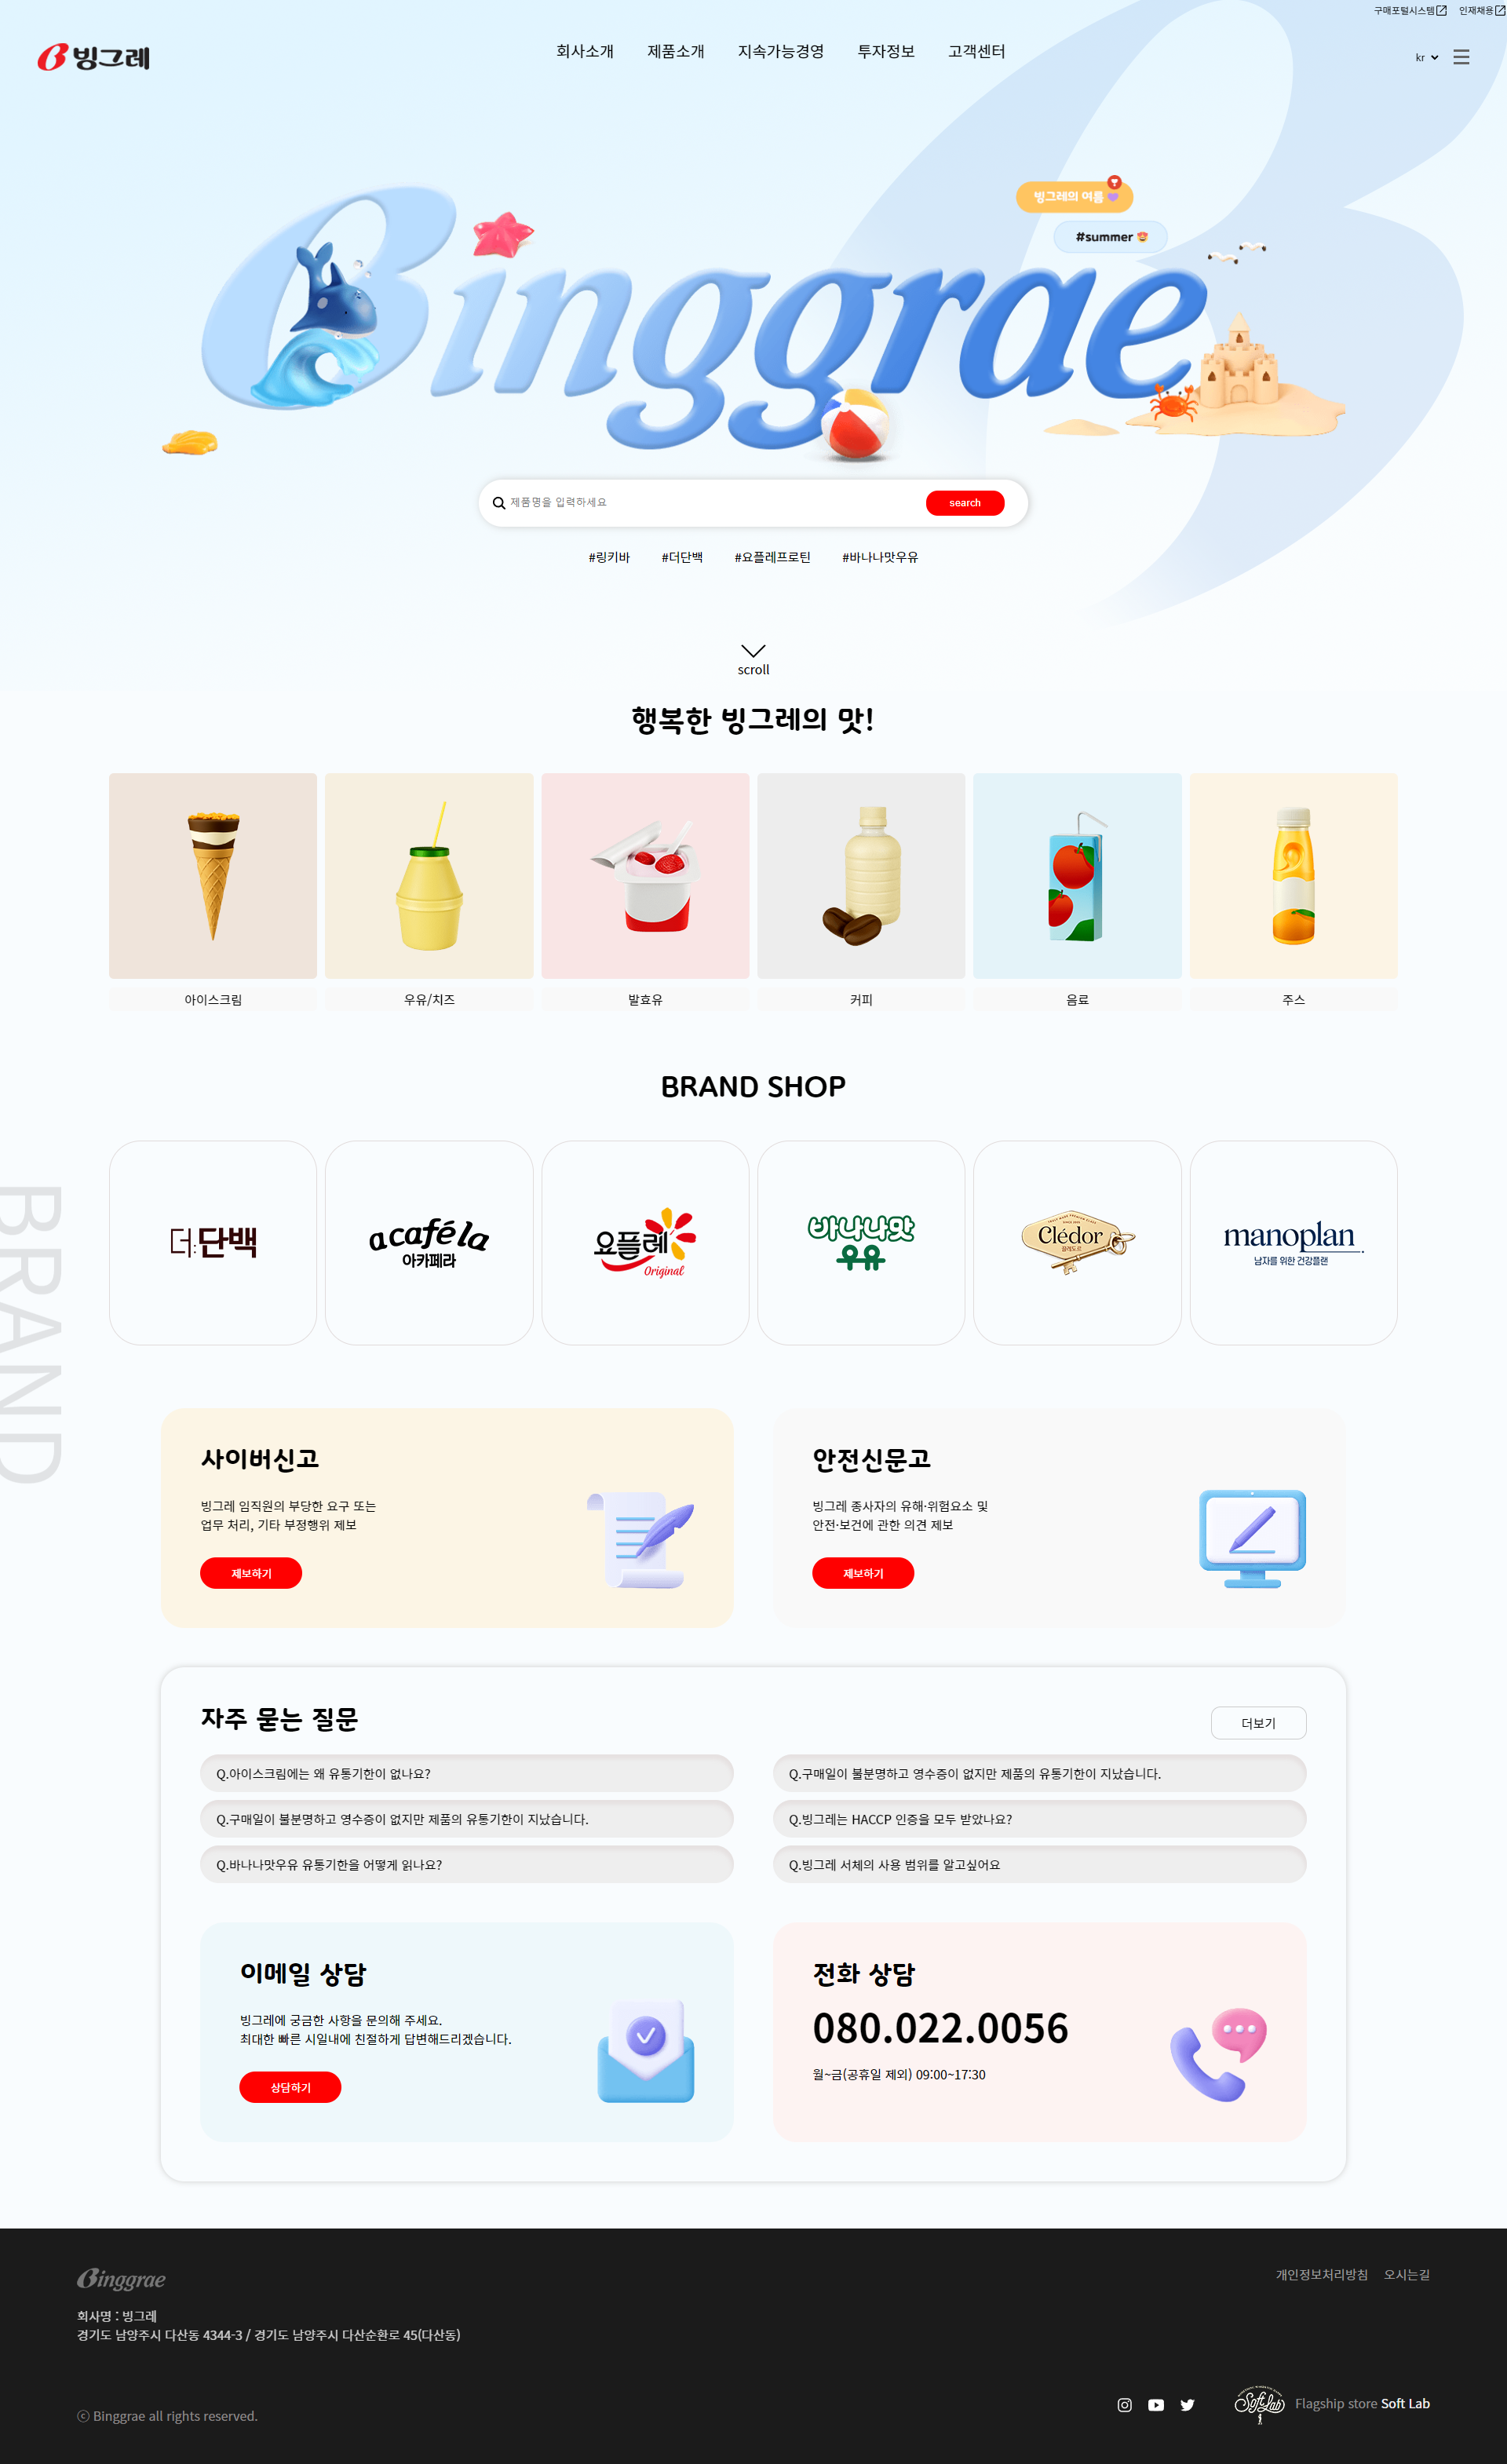 구매포털시스템 인재채용
빙그레
회사소개 제품소개 지속가능경영 투자정보 고객센터
kr
빙그레의 여름
#summer
Binggrae
제품명을 입력하세요
search
#링키바 #더단백 #요플레프로틴 #바나나맛우유
scroll
행복한 빙그레의 맛!
아이스크림 우유/치즈 발효유 커피 음료 주스
BRAND SHOP
BRAND
더:단백
acaféla
아카페라
요플레
Original
바나나맛
우유
Clédor
끌레도르
manoplan
남자를 위한 건강플랜
사이버신고
빙그레 임직원의 부당한 요구 또는
업무 처리, 기타 부정행위 제보
제보하기
안전신문고
빙그레 종사자의 유해·위험요소 및
안전·보건에 관한 의견 제보
제보하기
자주 묻는 질문
더보기
Q.아이스크림에는 왜 유통기한이 없나요?
Q.구매일이 불분명하고 영수증이 없지만 제품의 유통기한이 지났습니다.
Q.구매일이 불분명하고 영수증이 없지만 제품의 유통기한이 지났습니다.
Q.빙그레는 HACCP 인증을 모두 받았나요?
Q.바나나맛우유 유통기한을 어떻게 읽나요?
Q.빙그레 서체의 사용 범위를 알고싶어요
이메일 상담
빙그레에 궁금한 사항을 문의해 주세요.
최대한 빠른 시일내에 친절하게 답변해드리겠습니다.
상담하기
전화 상담
080.022.0056
월~금(공휴일 제외) 09:00~17:30
Binggrae
개인정보처리방침 오시는길
회사명 : 빙그레
경기도 남양주시 다산동 4344-3 / 경기도 남양주시 다산순환로 45(다산동)
ⓒ Binggrae all rights reserved.
Soft Lab
Flagship store Soft Lab